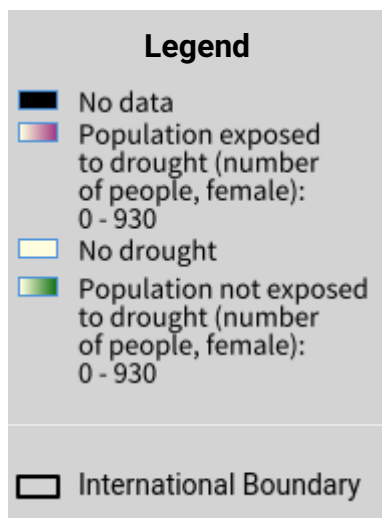 Legend
No data
Population exposed
to drought (number
of people, female):
0 - 930
No drought
Population not exposed
to drought (number
of people, female):
0 - 930
International Boundary